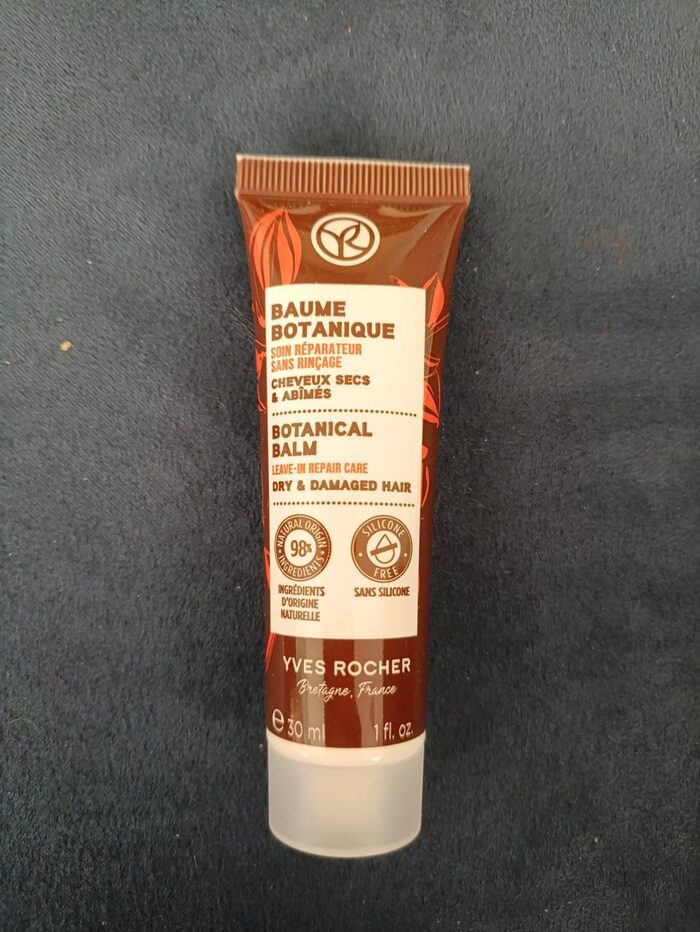 YR
BAUME
BOTANIQUE
SOIN RÉPARATEUR
SANS RINÇAGE
CHEVEUX SECS
& ABÎMÉS
BOTANICAL
BALM
LEAVE-IN REPAIR CARE
DRY & DAMAGED HAIR
NATURAL ORIGIN
98%
INGREDIENTS
SILICONE
FREE
INGRÉDIENTS
D'ORIGINE
NATURELLE
SANS SILICONE
YVES ROCHER
Bretagne, France
℮ 30 ml 1 fl. oz.